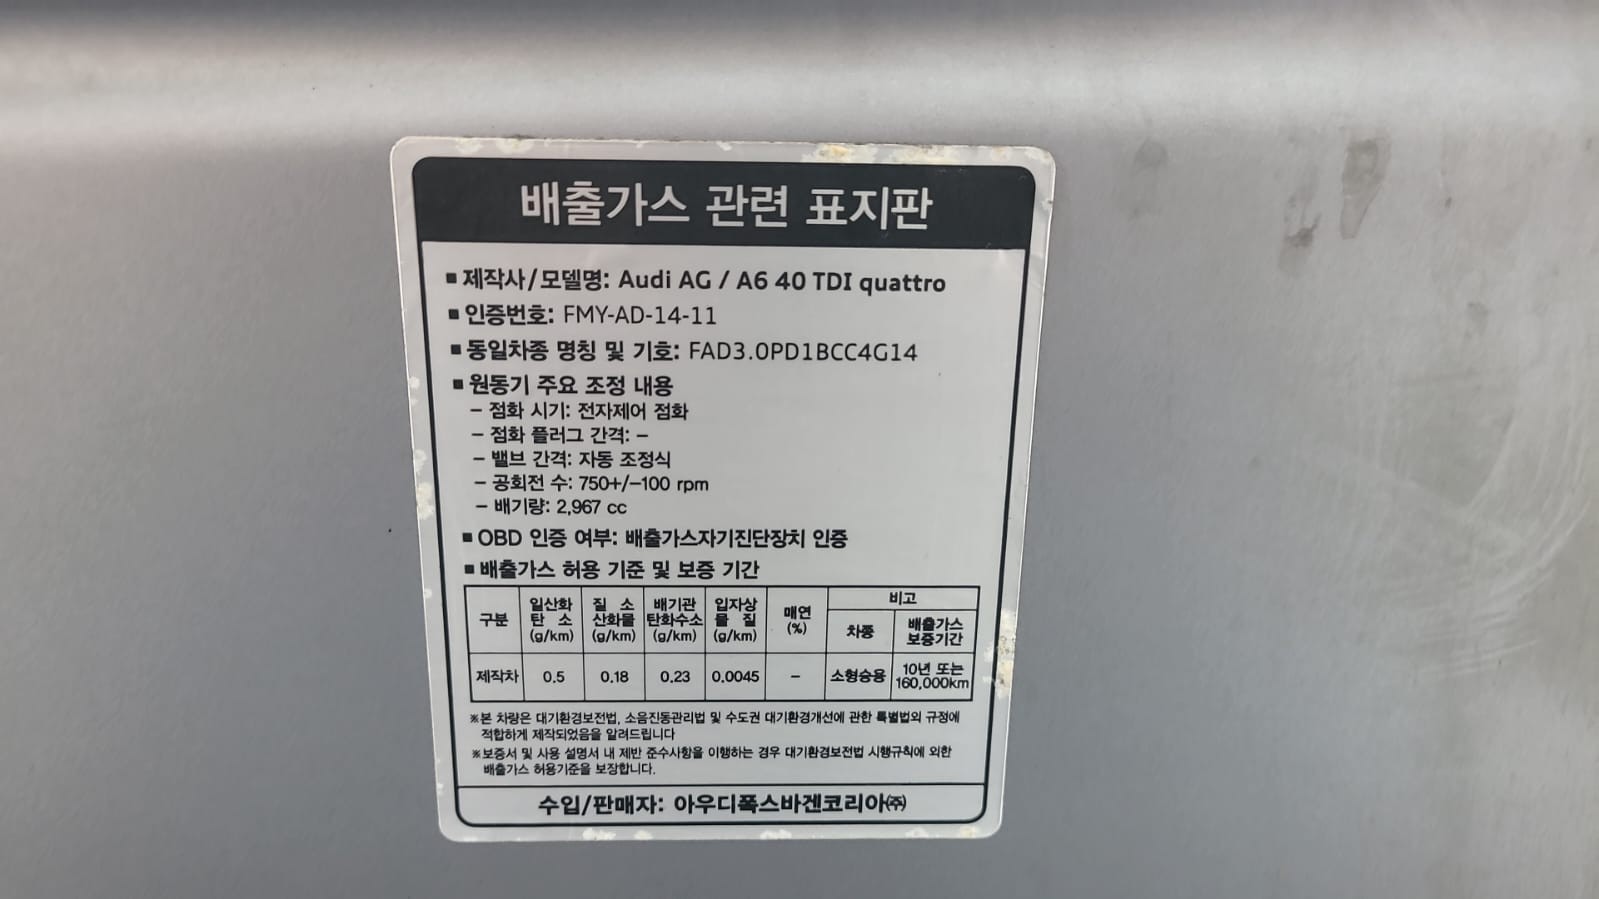 배출가스 관련 표지판
■ 제작사/모델명: Audi AG / A6 40 TDI quattro
■ 인증번호: FMY-AD-14-11
■ 동일차종 명칭 및 기호: FAD3.0PD1BCC4G14
■ 원동기 주요 조정 내용
– 점화 시기: 전자제어 점화
– 점화 플러그 간격: –
– 밸브 간격: 자동 조정식
– 공회전 수: 750+/–100 rpm
– 배기량: 2,967 cc
■ OBD 인증 여부: 배출가스자기진단장치 인증
■ 배출가스 허용 기준 및 보증 기간
구분 일산화탄소 (g/km) 질소산화물 (g/km) 배기관탄화수소 (g/km) 입자상물질 (g/km) 매연 (%) 비고
차종 배출가스 보증기간
제작차 0.5 0.18 0.23 0.0045 – 소형승용 10년 또는 160,000km
※본 차량은 대기환경보전법, 소음진동관리법 및 수도권 대기환경개선에 관한 특별법의 규정에
적합하게 제작되었음을 알려드립니다
※보증서 및 사용 설명서 내 제반 준수사항을 이행하는 경우 대기환경보전법 시행규칙에 의한
배출가스 허용기준을 보장합니다.
수입/판매자: 아우디폭스바겐코리아㈜